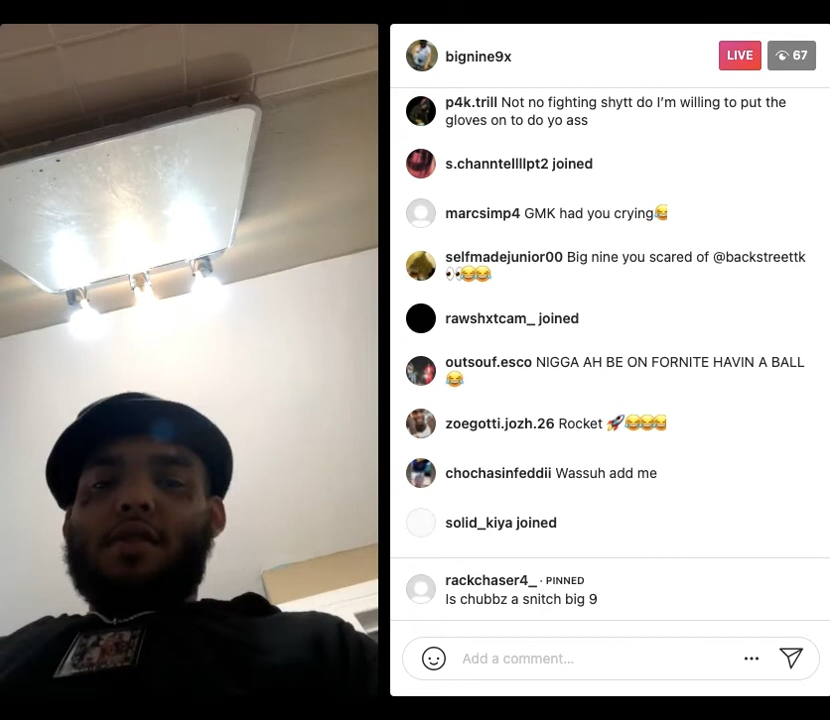 bignine9x
LIVE
67
p4k.trill Not no fighting shytt do I'm willing to put the
gloves on to do yo ass
s.channtellllpt2 joined
marcsimp4 GMK had you crying😂
selfmadejunior00 Big nine you scared of @backstreettk
👀😂😂
rawshxtcam_ joined
outsouf.esco NIGGA AH BE ON FORNITE HAVIN A BALL
😂
zoegotti.jozh.26 Rocket 🚀😂😂😂
chochasinfeddii Wassuh add me
solid_kiya joined
rackchaser4_ · PINNED
Is chubbz a snitch big 9
Add a comment...